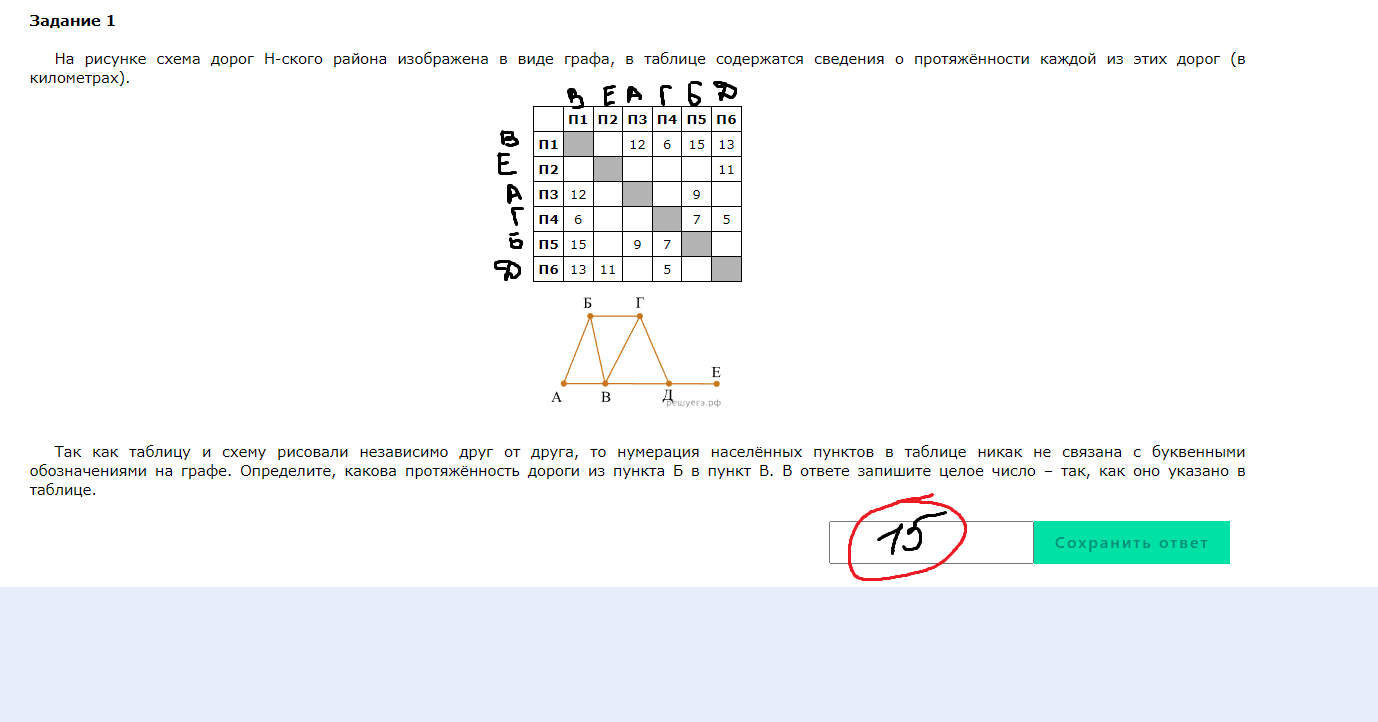 Задание 1
На рисунке схема дорог Н-ского района изображена в виде графа, в таблице содержатся сведения о протяжённости каждой из этих дорог (в
километрах).
В Е А Г Б Д
П1 П2 П3 П4 П5 П6
В П1 12 6 15 13
Е П2 11
А П3 12 9
Г П4 6 7 5
Б П5 15 9 7
Д П6 13 11 5
Б Г
Е
А В Д
решуегэ.рф
Так как таблицу и схему рисовали независимо друг от друга, то нумерация населённых пунктов в таблице никак не связана с буквенными
обозначениями на графе. Определите, какова протяжённость дороги из пункта Б в пункт В. В ответе запишите целое число – так, как оно указано в
таблице.
15 Сохранить ответ